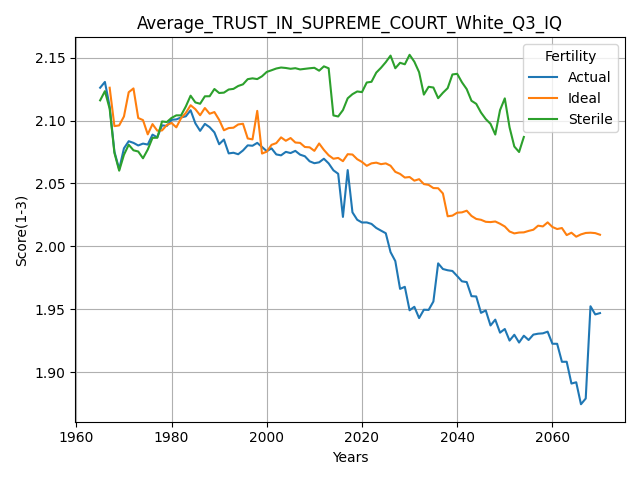 Average_TRUST_IN_SUPREME_COURT_White_Q3_IQ
Fertility
Actual
Ideal
Sterile
Score(1-3)
2.15
2.10
2.05
2.00
1.95
1.90
1960
1980
2000
2020
2040
2060
Years